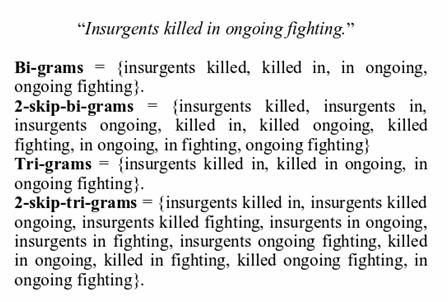 “Insurgents killed in ongoing fighting.”
Bi-grams = {insurgents killed, killed in, in ongoing,
ongoing fighting}.
2-skip-bi-grams = {insurgents killed, insurgents in,
insurgents ongoing, killed in, killed ongoing, killed
fighting, in ongoing, in fighting, ongoing fighting}
Tri-grams = {insurgents killed in, killed in ongoing, in
ongoing fighting}.
2-skip-tri-grams = {insurgents killed in, insurgents killed
ongoing, insurgents killed fighting, insurgents in ongoing,
insurgents in fighting, insurgents ongoing fighting, killed
in ongoing, killed in fighting, killed ongoing fighting, in
ongoing fighting}.